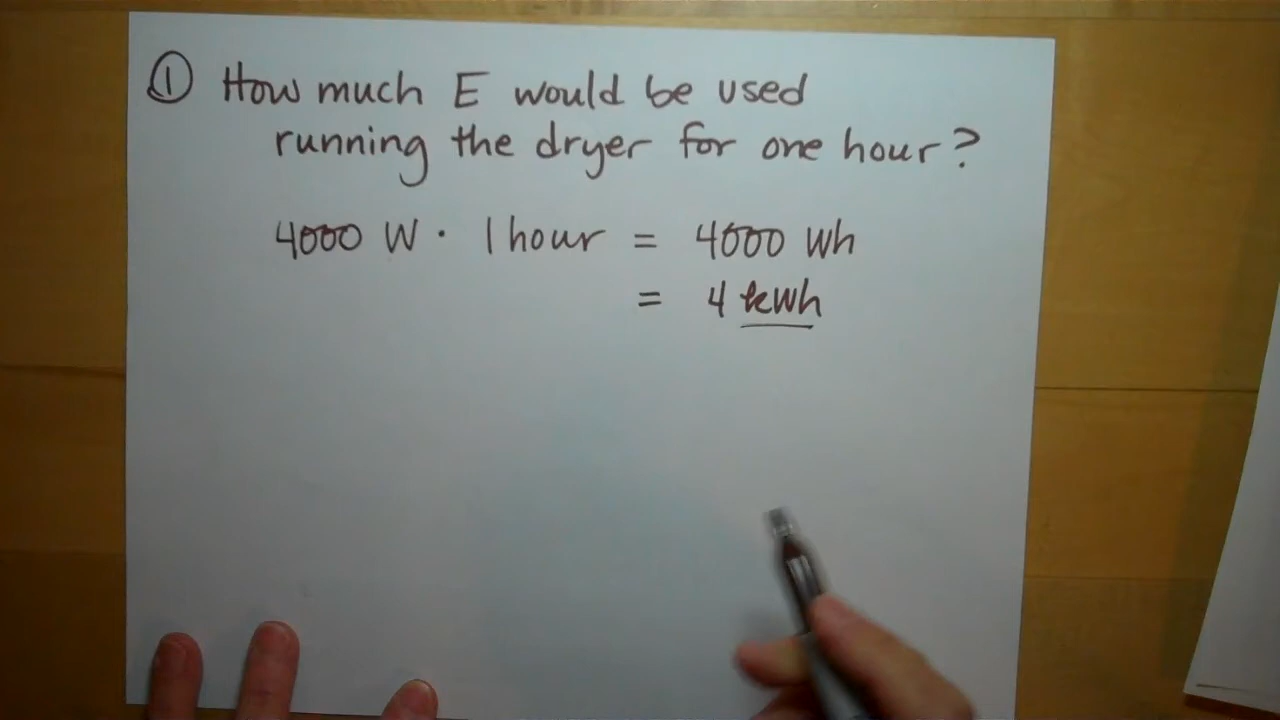 ① How much E would be used
running the dryer for one hour?
4000 W · 1 hour = 4000 Wh
= 4 kWh